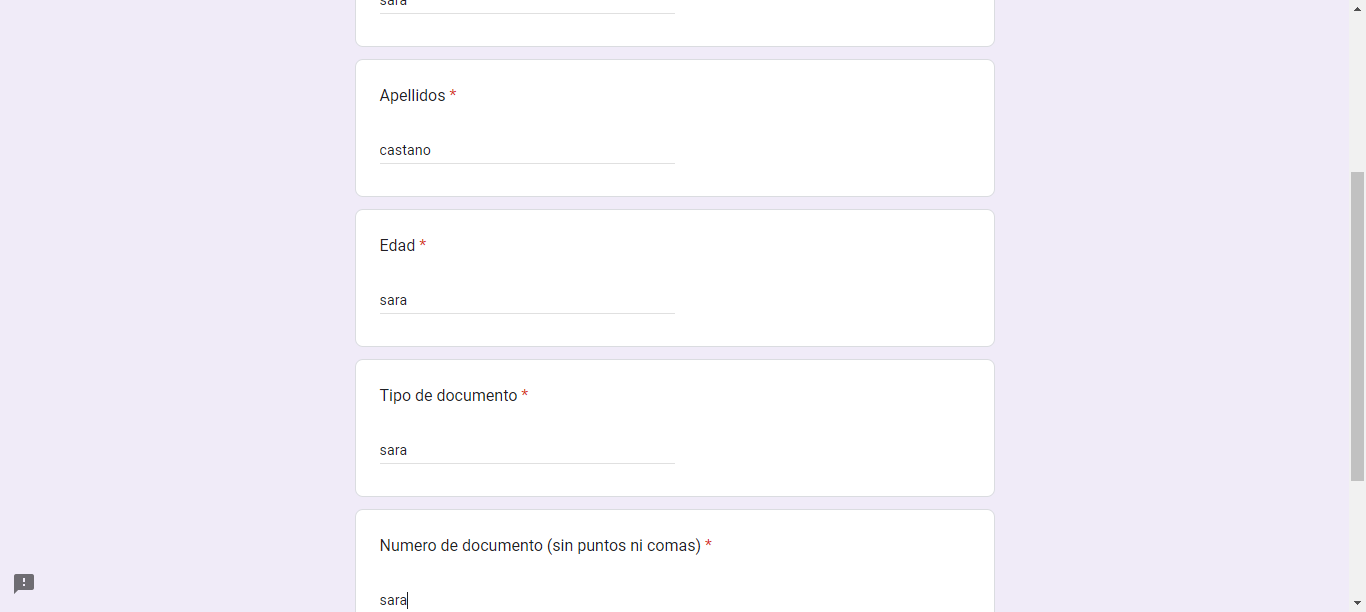 sara
Apellidos *
castano
Edad *
sara
Tipo de documento *
sara
Numero de documento (sin puntos ni comas) *
sara